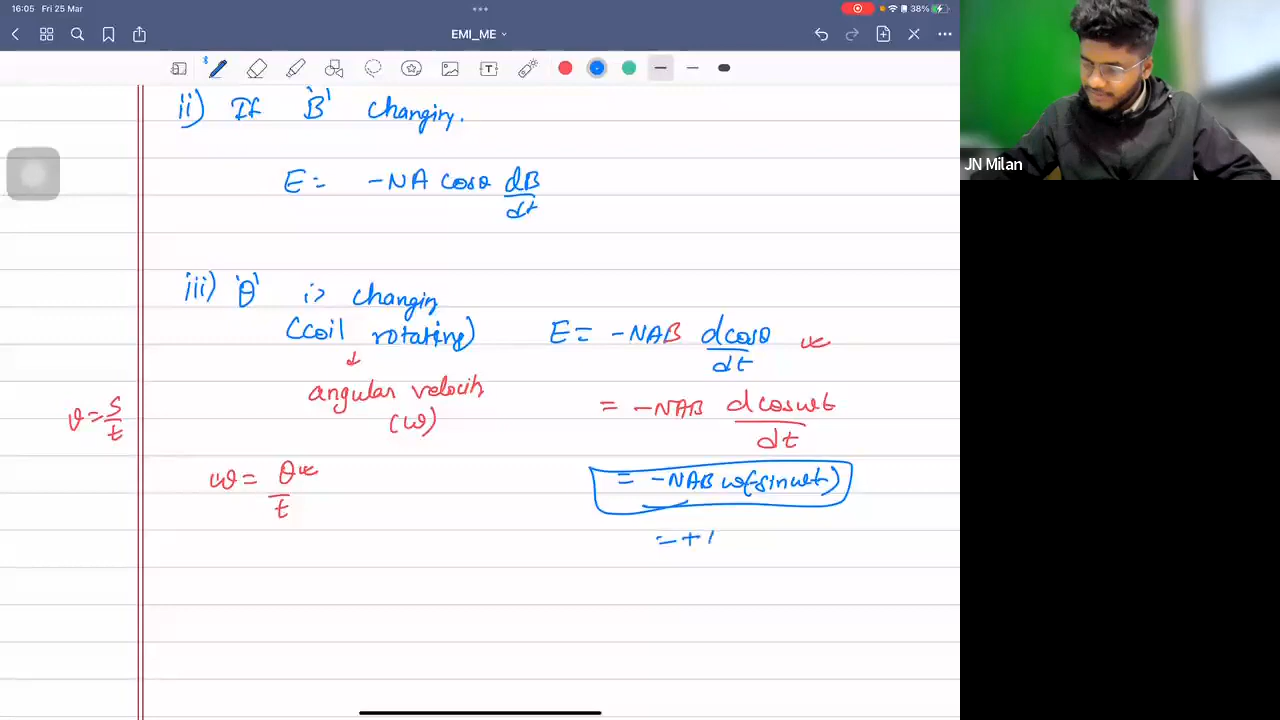 16:05 Fri 25 Mar
38%
EMI_ME
JN Milan
ii) If 'B' changing.
E = -NA cosθ dB/dt
iii) 'θ' is changing
(coil rotating)
E = -NAB dcosθ/dt
angular velocity
(ω)
v = s/t
= -NAB dcosωt/dt
ω = θ/t
= -NAB ω(-sinωt)
= +